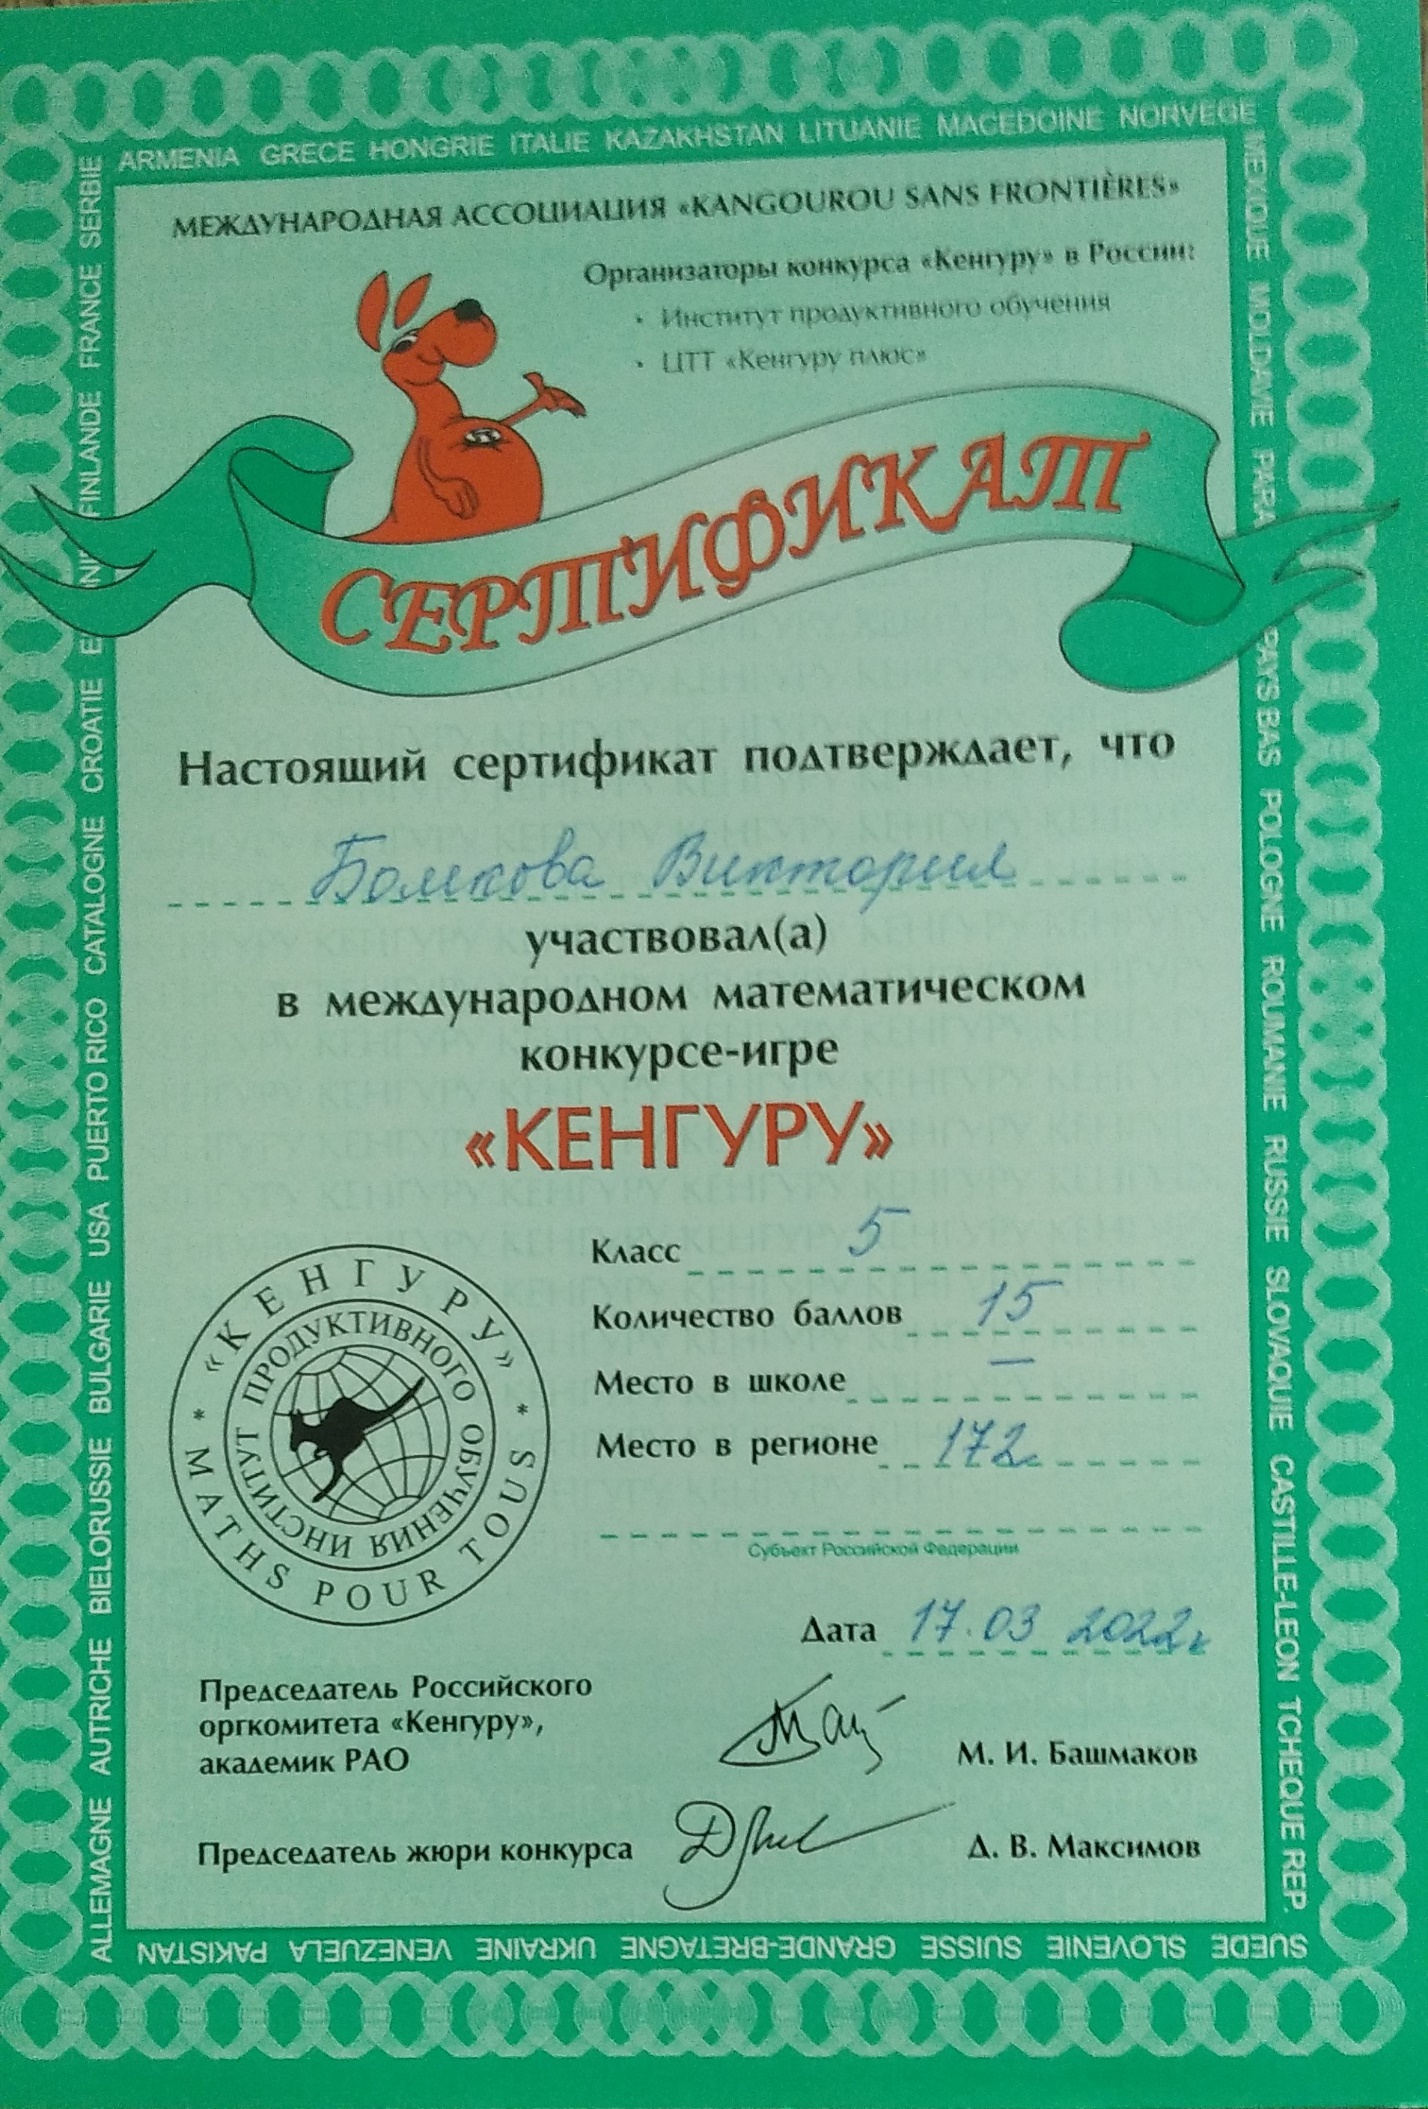 ARMENIA GRECE HONGRIE ITALIE KAZAKHSTAN LITUANIE MACEDOINE NORVEGE
МЕЖДУНАРОДНАЯ АССОЦИАЦИЯ «KANGOUROU SANS FRONTIÈRES»
Организаторы конкурса «Кенгуру» в России:
• Институт продуктивного обучения
• ЦТТ «Кенгуру плюс»
СЕРТИФИКАТ
Настоящий сертификат подтверждает, что
Виктория
участвовал(а)
в международном математическом
конкурсе-игре
«КЕНГУРУ»
Класс 5
Количество баллов 15
Место в школе —
Место в регионе 172
Субъект Российской Федерации
Дата 17.03 2022г
«КЕНГУРУ» * MATHS POUR TOUS *
ИНСТИТУТ ПРОДУКТИВНОГО ОБУЧЕНИЯ
Председатель Российского
оргкомитета «Кенгуру»,
академик РАО
М. И. Башмаков
Председатель жюри конкурса
Д. В. Максимов
ALLEMAGNE AUTRICHE BIELORUSSIE BULGARIE USA PUERTO RICO CATALOGNE CROATIE FINLANDE FRANCE SERBIE
MEXIQUE MOLDAVIE PAYS BAS POLOGNE ROUMANIE RUSSIE SLOVAQUIE CASTILLE-LEON TCHEQUE REP.
SUEDE SLOVENIE SUISSE GRANDE-BRETAGNE UKRAINE VENEZUELA PAKISTAN